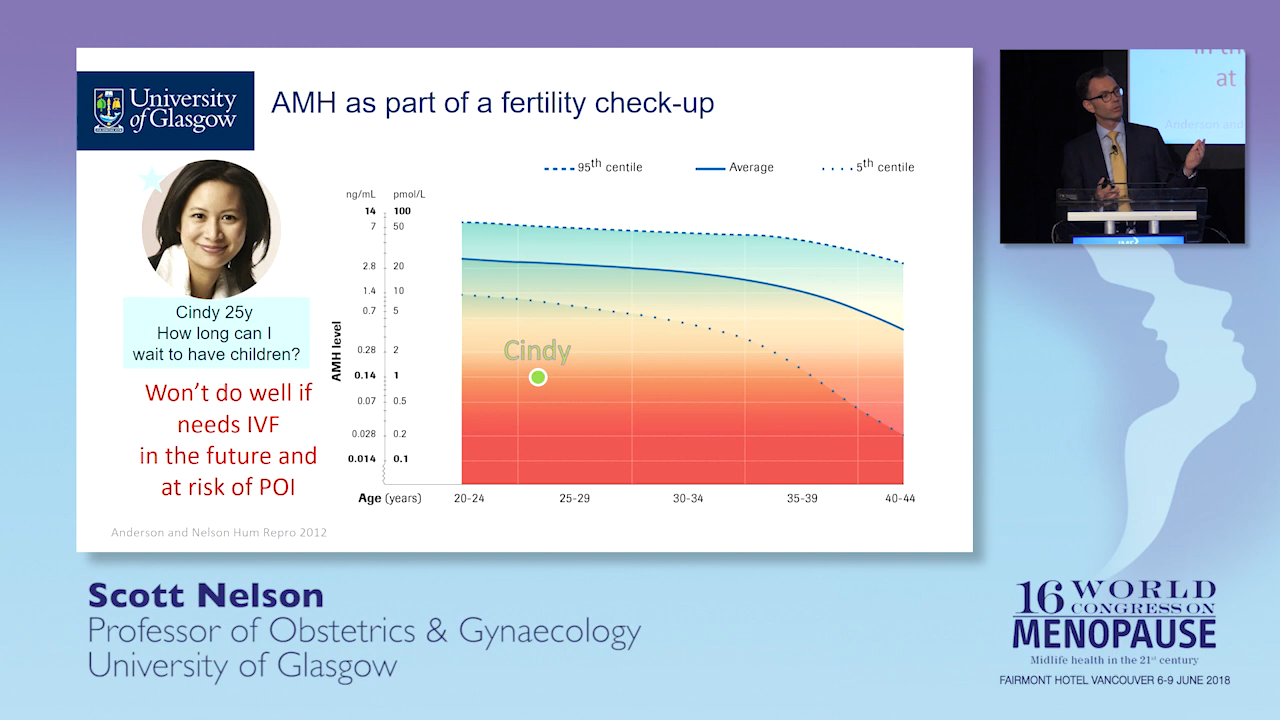 University
of Glasgow
AMH as part of a fertility check-up
95th centile
Average
5th centile
Cindy 25y
How long can I
wait to have children?
Won't do well if
needs IVF
in the future and
at risk of POI
AMH level
ng/mL pmol/L
14 100
7 50
2.8 20
1.4 10
0.7 5
0.28 2
0.14 1
0.07 0.5
0.028 0.2
0.014 0.1
Cindy
Age (years) 20-24 25-29 30-34 35-39 40-44
Anderson and Nelson Hum Repro 2012
at
Anderson and
IMS
Scott Nelson
Professor of Obstetrics & Gynaecology
University of Glasgow
16 WORLD
CONGRESS ON
MENOPAUSE
Midlife health in the 21st century
FAIRMONT HOTEL VANCOUVER 6-9 JUNE 2018